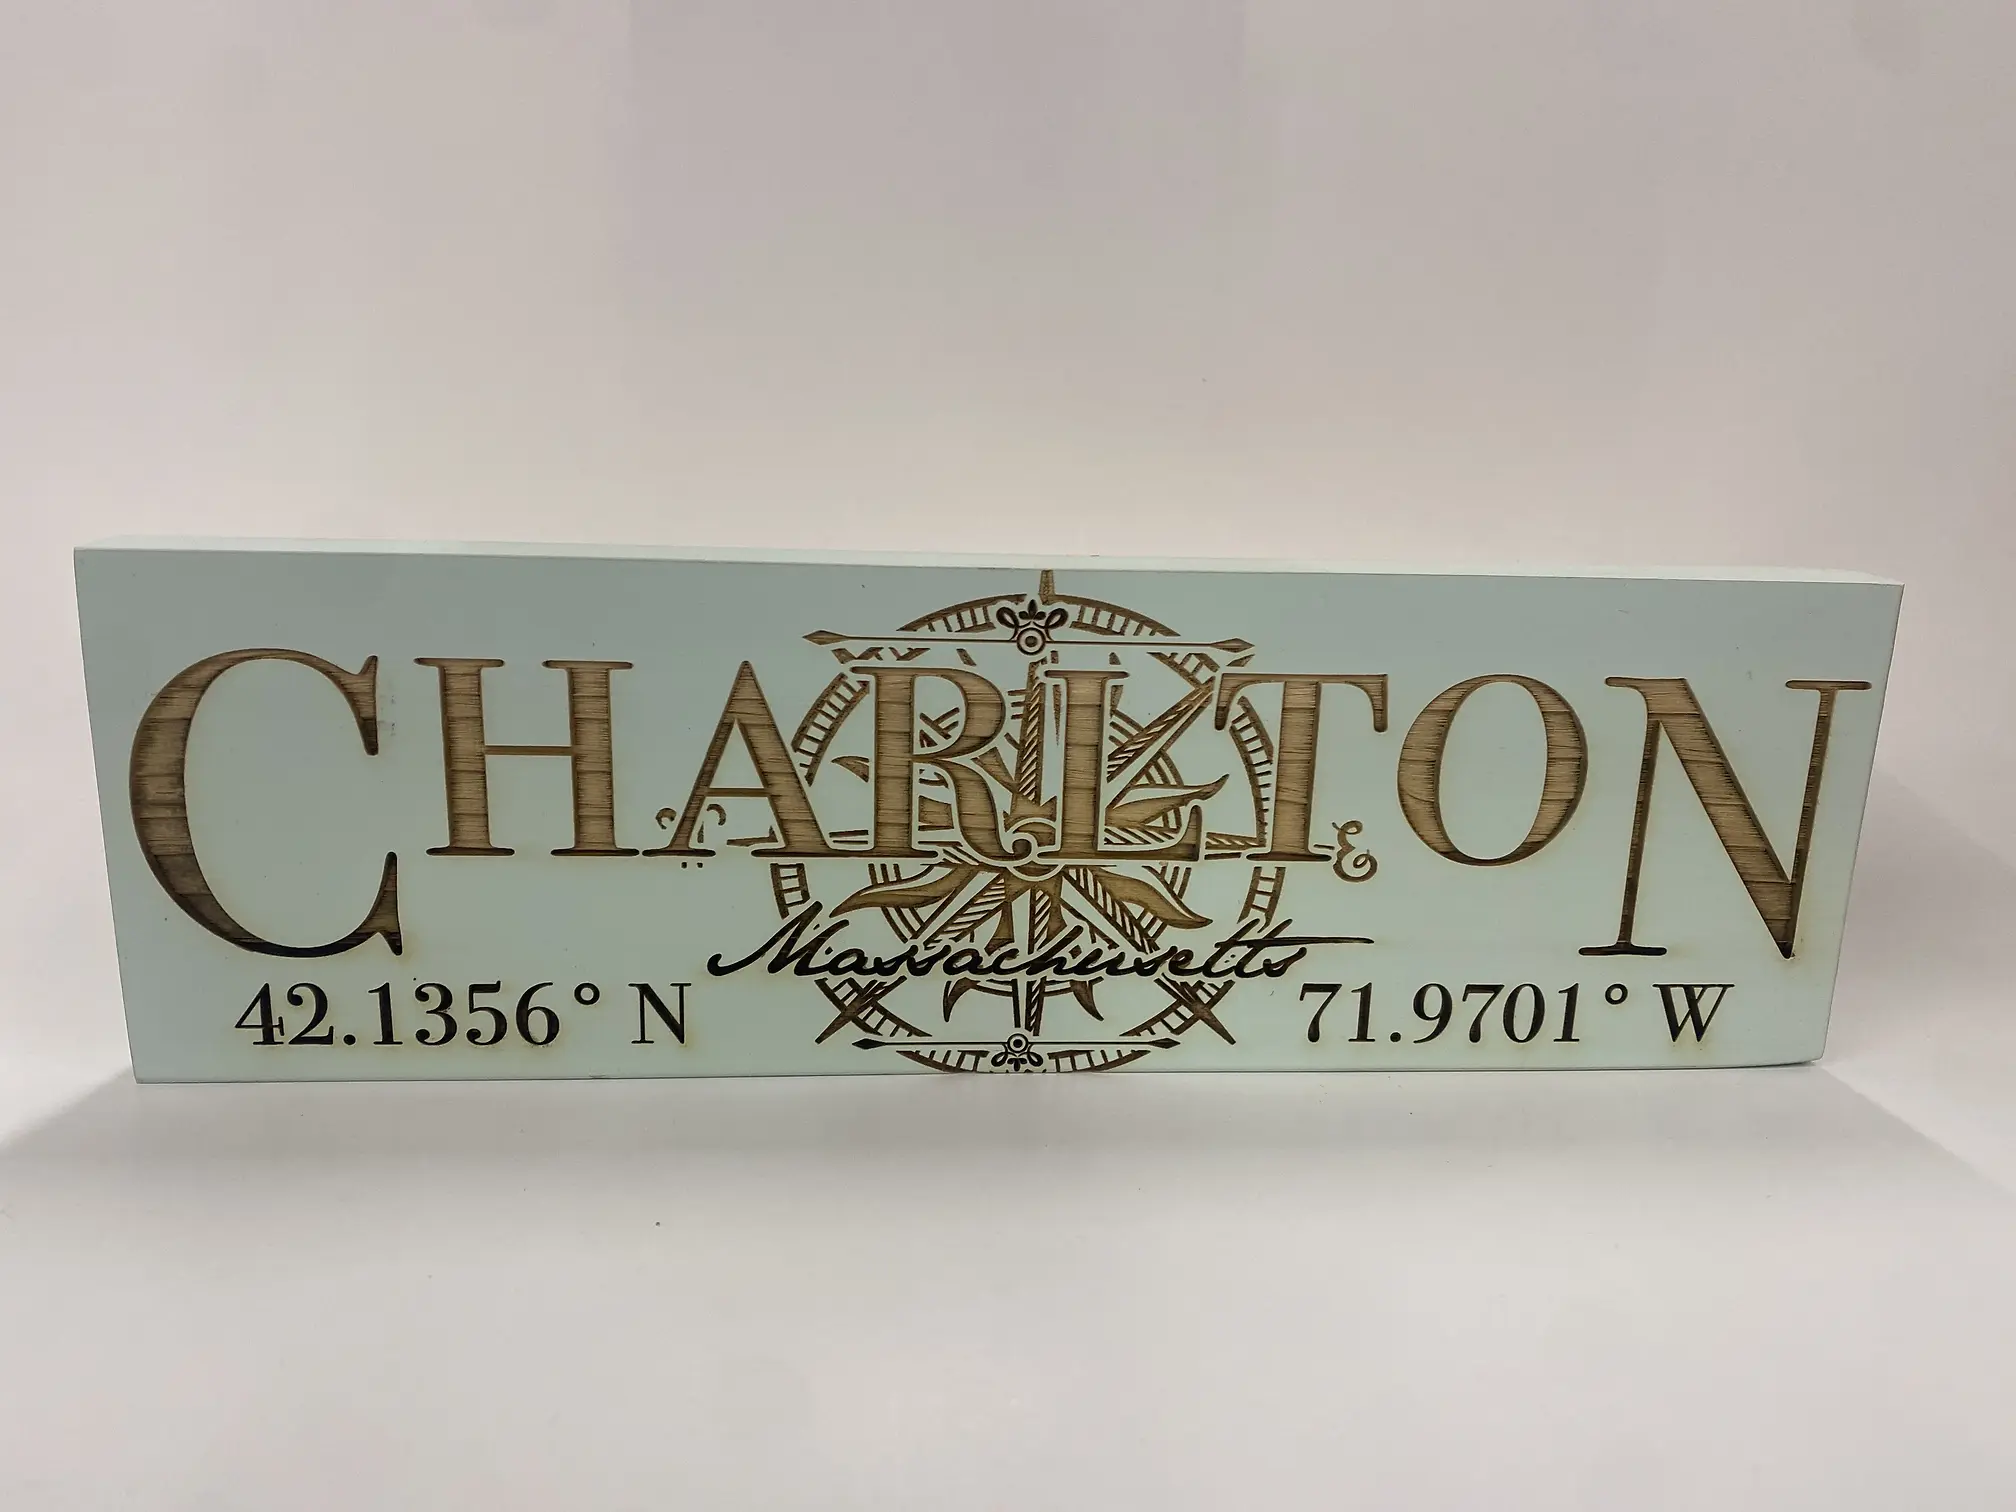 CHARLTON
Massachusetts
42.1356° N
71.9701° W